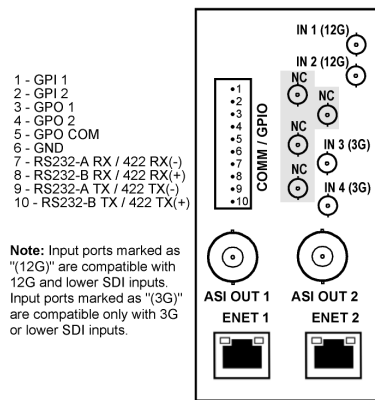 1 - GPI 1
2 - GPI 2
3 - GPO 1
4 - GPO 2
5 - GPO COM
6 - GND
7 - RS232-A RX / 422 RX(-)
8 - RS232-B RX / 422 RX(+)
9 - RS232-A TX / 422 TX(-)
10 - RS232-B TX / 422 TX(+)
Note: Input ports marked as
"(12G)" are compatible with
12G and lower SDI inputs.
Input ports marked as "(3G)"
are compatible only with 3G
or lower SDI inputs.
IN 1 (12G)
IN 2 (12G)
NC
NC
NC
NC
IN 3 (3G)
IN 4 (3G)
1
2
3
4
5
6
7
8
9
10
COMM / GPIO
ASI OUT 1
ASI OUT 2
ENET 1
ENET 2